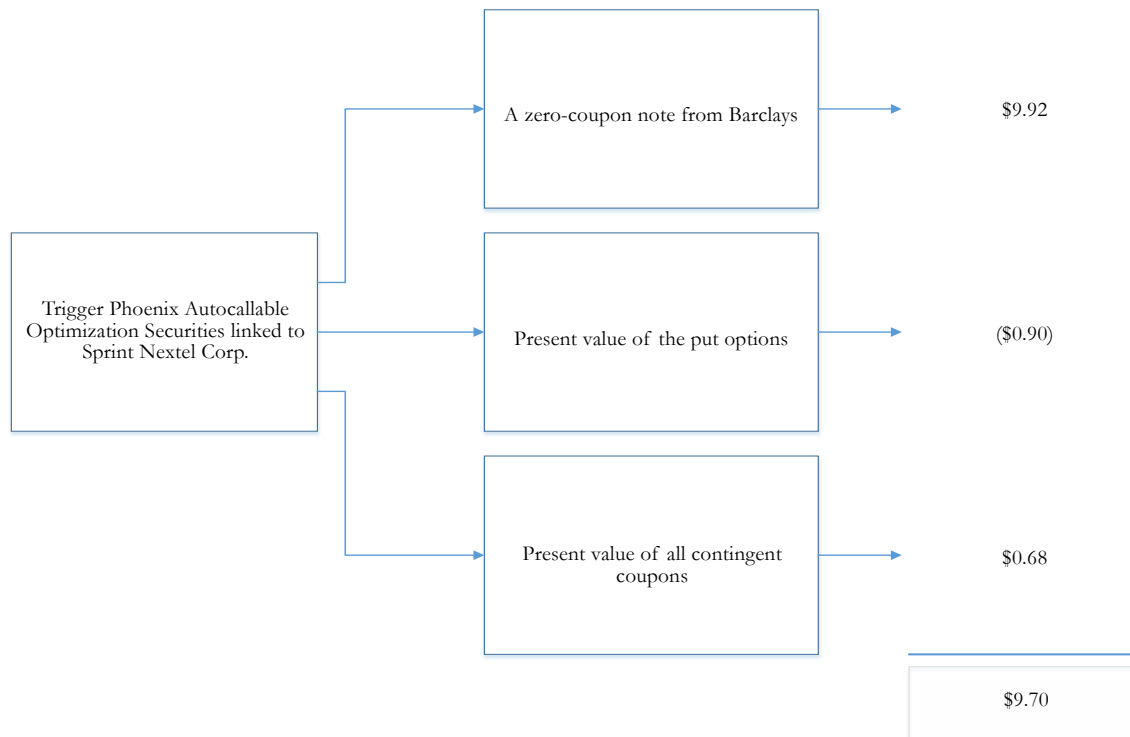 A zero-coupon note from Barclays
$9.92
Trigger Phoenix Autocallable
Optimization Securities linked to
Sprint Nextel Corp.
Present value of the put options
($0.90)
Present value of all contingent
coupons
$0.68
$9.70